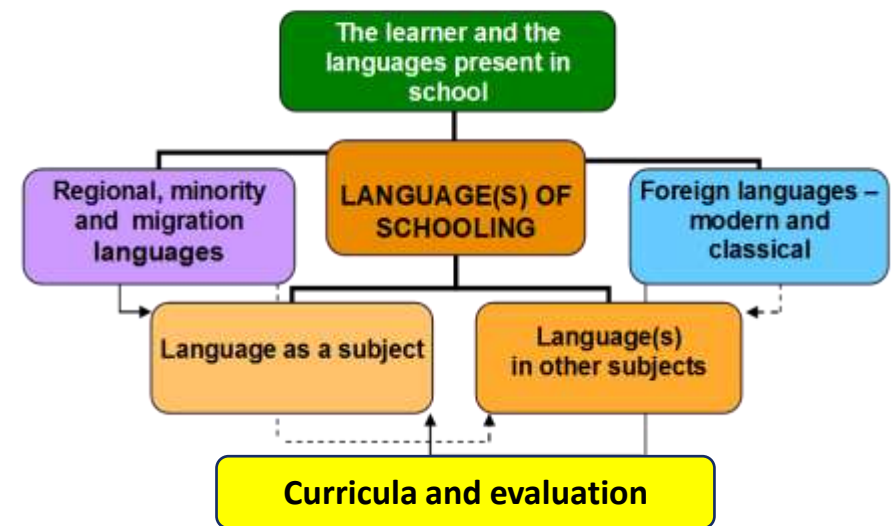 The learner and the
languages present in
school
Regional, minority
and migration
languages
LANGUAGE(S) OF
SCHOOLING
Foreign languages –
modern and
classical
Language as a subject
Language(s)
in other subjects
Curricula and evaluation